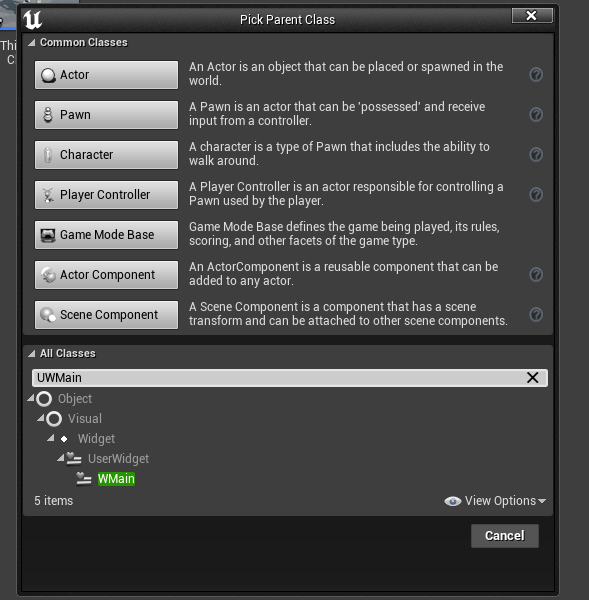 Pick Parent Class
Thi
C
Common Classes
Actor
An Actor is an object that can be placed or spawned in the
world.
Pawn
A Pawn is an actor that can be 'possessed' and receive
input from a controller.
Character
A character is a type of Pawn that includes the ability to
walk around.
Player Controller
A Player Controller is an actor responsible for controlling a
Pawn used by the player.
Game Mode Base
Game Mode Base defines the game being played, its rules,
scoring, and other facets of the game type.
Actor Component
An ActorComponent is a reusable component that can be
added to any actor.
Scene Component
A Scene Component is a component that has a scene
transform and can be attached to other scene components.
All Classes
UWMain
Object
Visual
Widget
UserWidget
WMain
5 items
View Options
Cancel